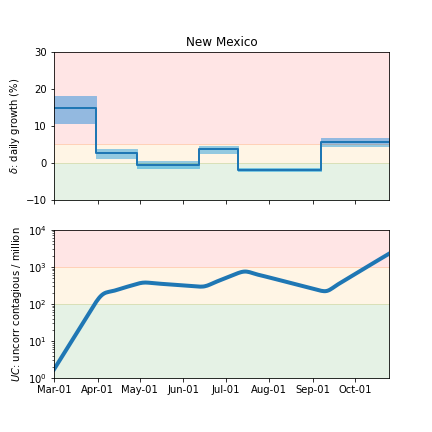 New Mexico
δ: daily growth (%)
30
20
10
0
−10
UC: uncorr contagious / million
10⁴
10³
10²
10¹
10⁰
Mar-01 Apr-01 May-01 Jun-01 Jul-01 Aug-01 Sep-01 Oct-01